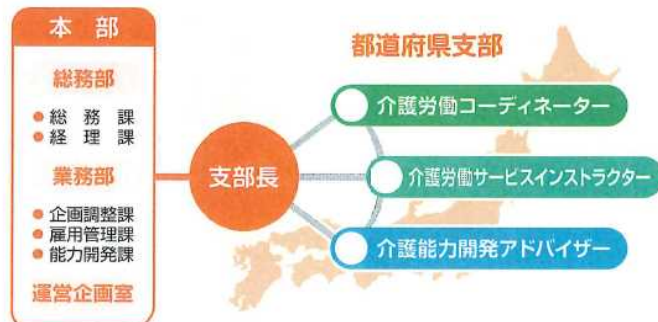 本部
総務部
● 総務課
● 経理課
業務部
● 企画調整課
● 雇用管理課
● 能力開発課
運営企画室
支部長
都道府県支部
介護労働コーディネーター
介護労働サービスインストラクター
介護能力開発アドバイザー